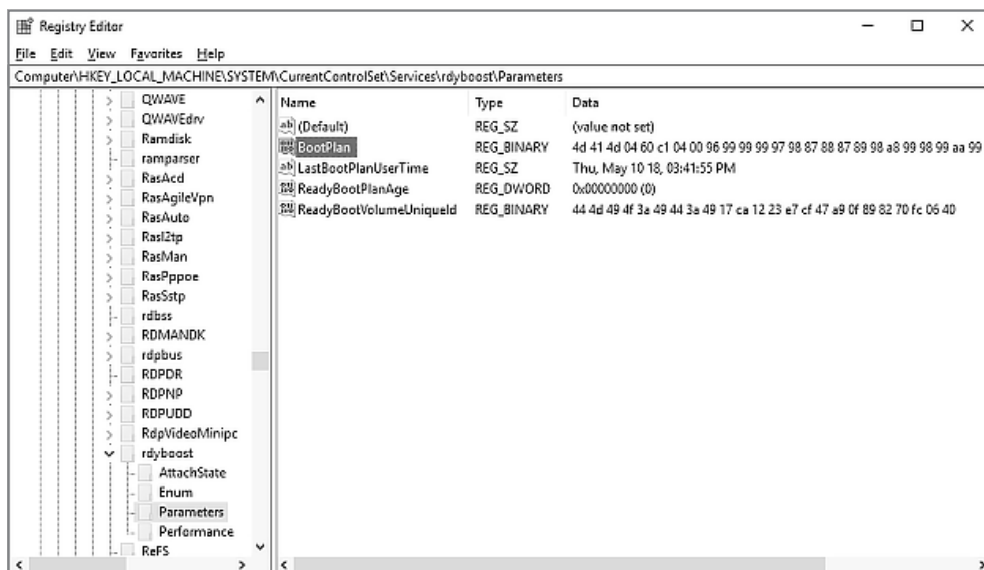 Registry Editor
File Edit View Favorites Help
Computer\HKEY_LOCAL_MACHINE\SYSTEM\CurrentControlSet\Services\rdyboost\Parameters
QWAVE
QWAVEdrv
Ramdisk
ramparser
RasAcd
RasAgileVpn
RasAuto
Rasl2tp
RasMan
RasPppoe
RasSstp
rdbss
RDMANDK
rdpbus
RDPDR
RDPNP
RDPUDD
RdpVideoMinipc
rdyboost
AttachState
Enum
Parameters
Performance
ReFS
Name Type Data
(Default) REG_SZ (value not set)
BootPlan REG_BINARY 4d 41 4d 04 60 c1 04 00 96 99 99 99 97 98 87 88 87 89 98 a8 99 98 99 aa 99
LastBootPlanUserTime REG_SZ Thu, May 10 18, 03:41:55 PM
ReadyBootPlanAge REG_DWORD 0x00000000 (0)
ReadyBootVolumeUniqueId REG_BINARY 44 4d 49 4f 3a 49 44 3a 49 17 ca 12 23 e7 cf 47 a9 0f 89 82 70 fc 06 40